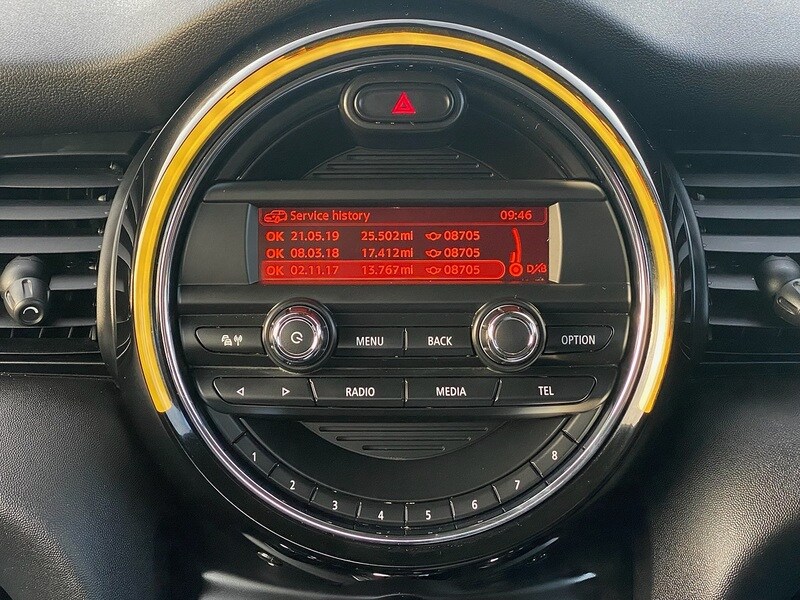 Service history 09:46
OK 21.05.19 25.502mi 08705
OK 08.03.18 17.412mi 08705
OK 02.11.17 13.767mi 08705
MENU BACK OPTION
RADIO MEDIA TEL
1 2 3 4 5 6 7 8